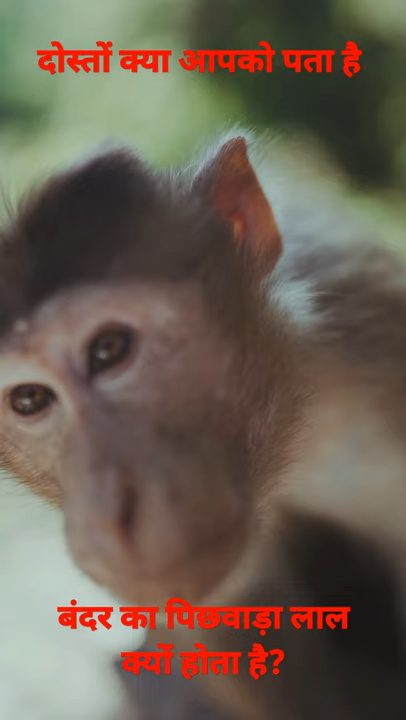 दोस्तों क्या आपको पता है
बंदर का पिछवाड़ा लाल
क्यों होता है?